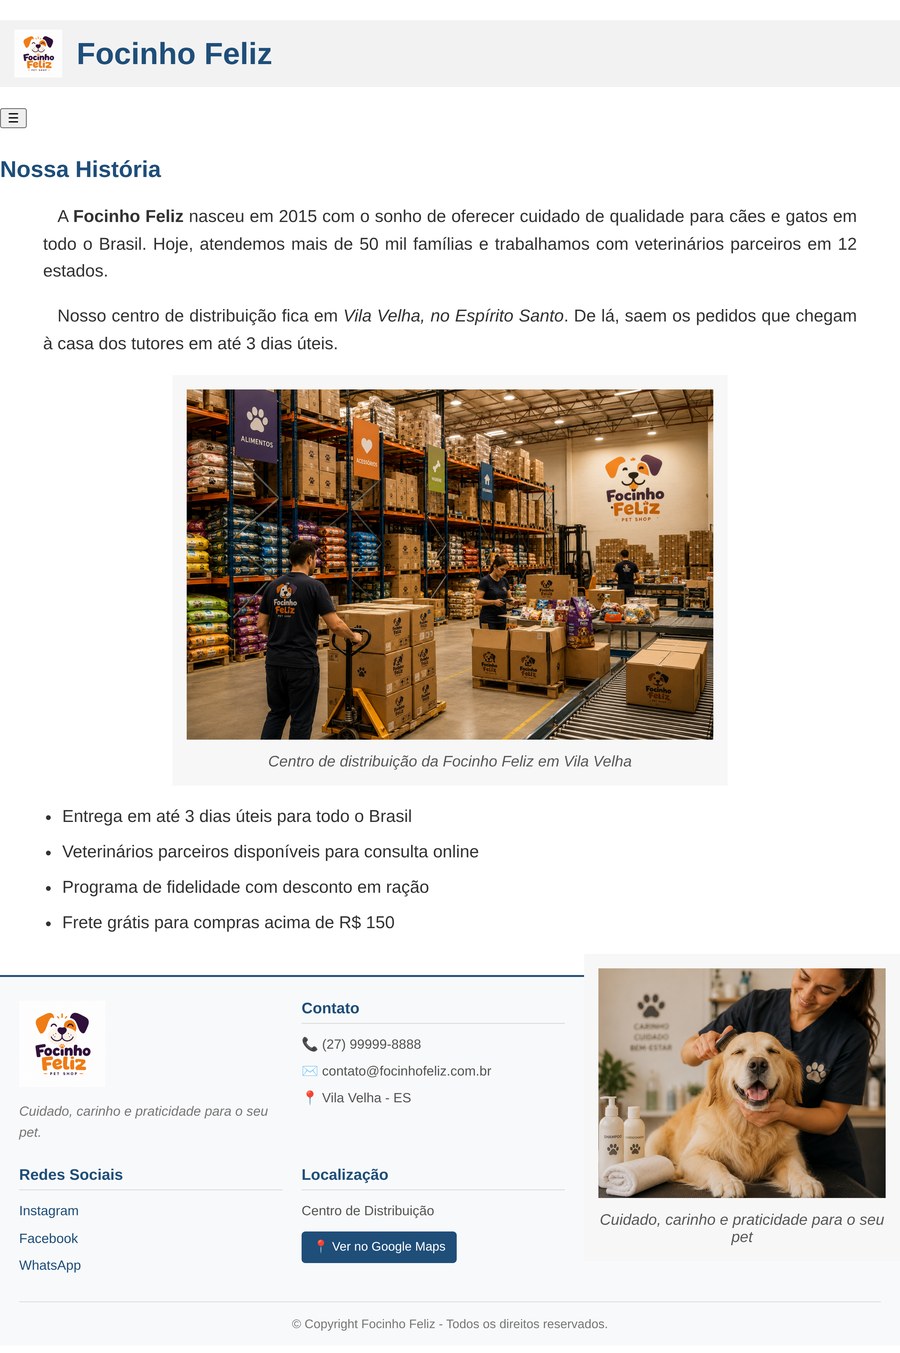 Focinho
Feliz
PET SHOP
Focinho Feliz
☰
Nossa História
A Focinho Feliz nasceu em 2015 com o sonho de oferecer cuidado de qualidade para cães e gatos em
todo o Brasil. Hoje, atendemos mais de 50 mil famílias e trabalhamos com veterinários parceiros em 12
estados.
Nosso centro de distribuição fica em Vila Velha, no Espírito Santo. De lá, saem os pedidos que chegam
à casa dos tutores em até 3 dias úteis.
ALIMENTOS
ACESSÓRIOS
Focinho
Feliz
PET SHOP
Focinho
Feliz
Centro de distribuição da Focinho Feliz em Vila Velha
• Entrega em até 3 dias úteis para todo o Brasil
• Veterinários parceiros disponíveis para consulta online
• Programa de fidelidade com desconto em ração
• Frete grátis para compras acima de R$ 150
Focinho
Feliz
PET SHOP
Cuidado, carinho e praticidade para o seu
pet.
Contato
📞 (27) 99999-8888
✉️ contato@focinhofeliz.com.br
📍 Vila Velha - ES
CARINHO
CUIDADO
BEM-ESTAR
SHAMPOO
Cuidado, carinho e praticidade para o seu
pet
Redes Sociais
Instagram
Facebook
WhatsApp
Localização
Centro de Distribuição
📍 Ver no Google Maps
© Copyright Focinho Feliz - Todos os direitos reservados.